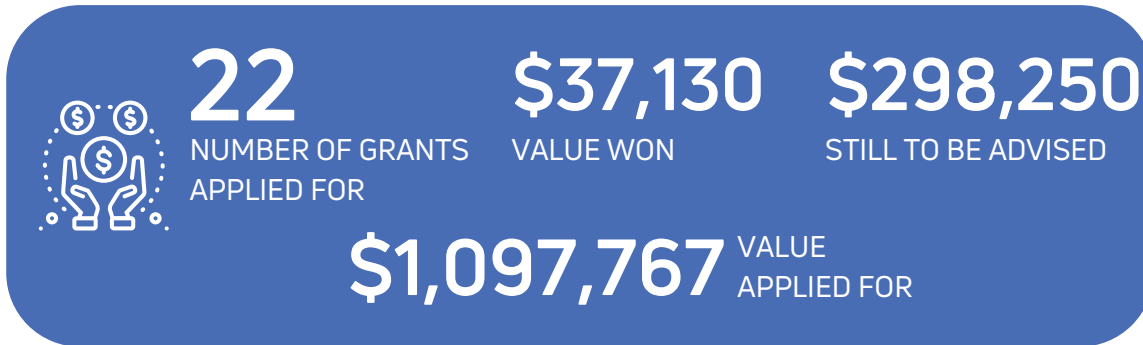 22
NUMBER OF GRANTS
APPLIED FOR
$37,130
VALUE WON
$298,250
STILL TO BE ADVISED
$1,097,767
VALUE
APPLIED FOR